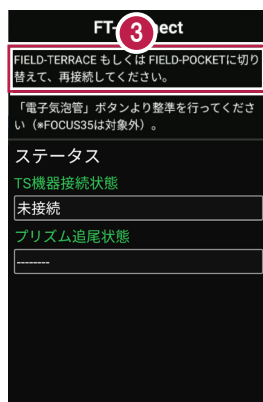 FT-
ect
3
FIELD-TERRACE もしくは FIELD-POCKETに切り
替えて、再接続してください。
「電子気泡管」ボタンより整準を行ってくださ
い（※FOCUS35は対象外）。
ステータス
TS機器接続状態
未接続
プリズム追尾状態
--------